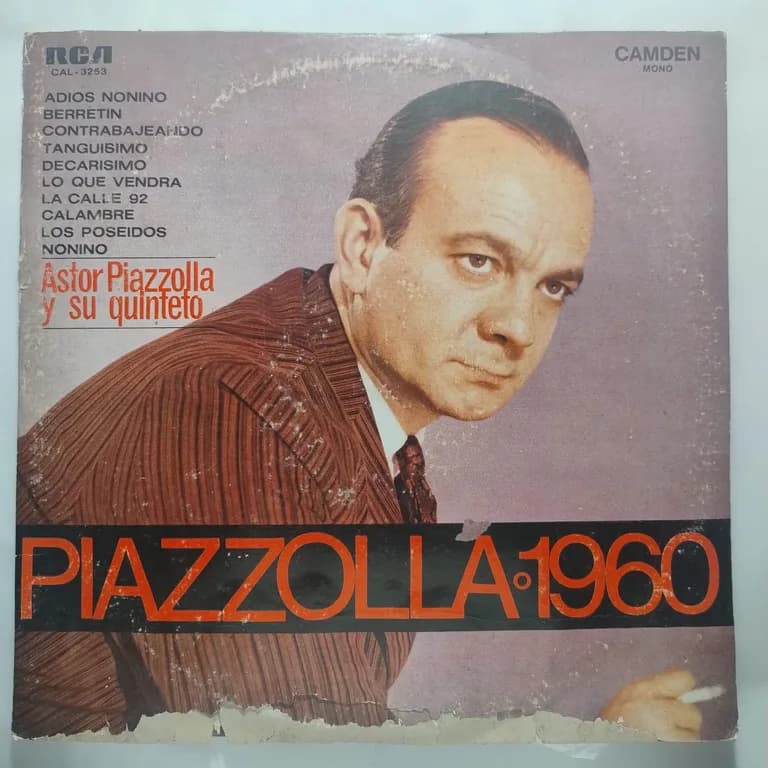 RCA
CAL-3253
CAMDEN
MONO
ADIOS NONINO
BERRETIN
CONTRABAJEANDO
TANGUISIMO
DECARISIMO
LO QUE VENDRA
LA CALLE 92
CALAMBRE
LOS POSEIDOS
NONINO
Astor Piazzolla
y su quinteto
PIAZZOLLA º 1960